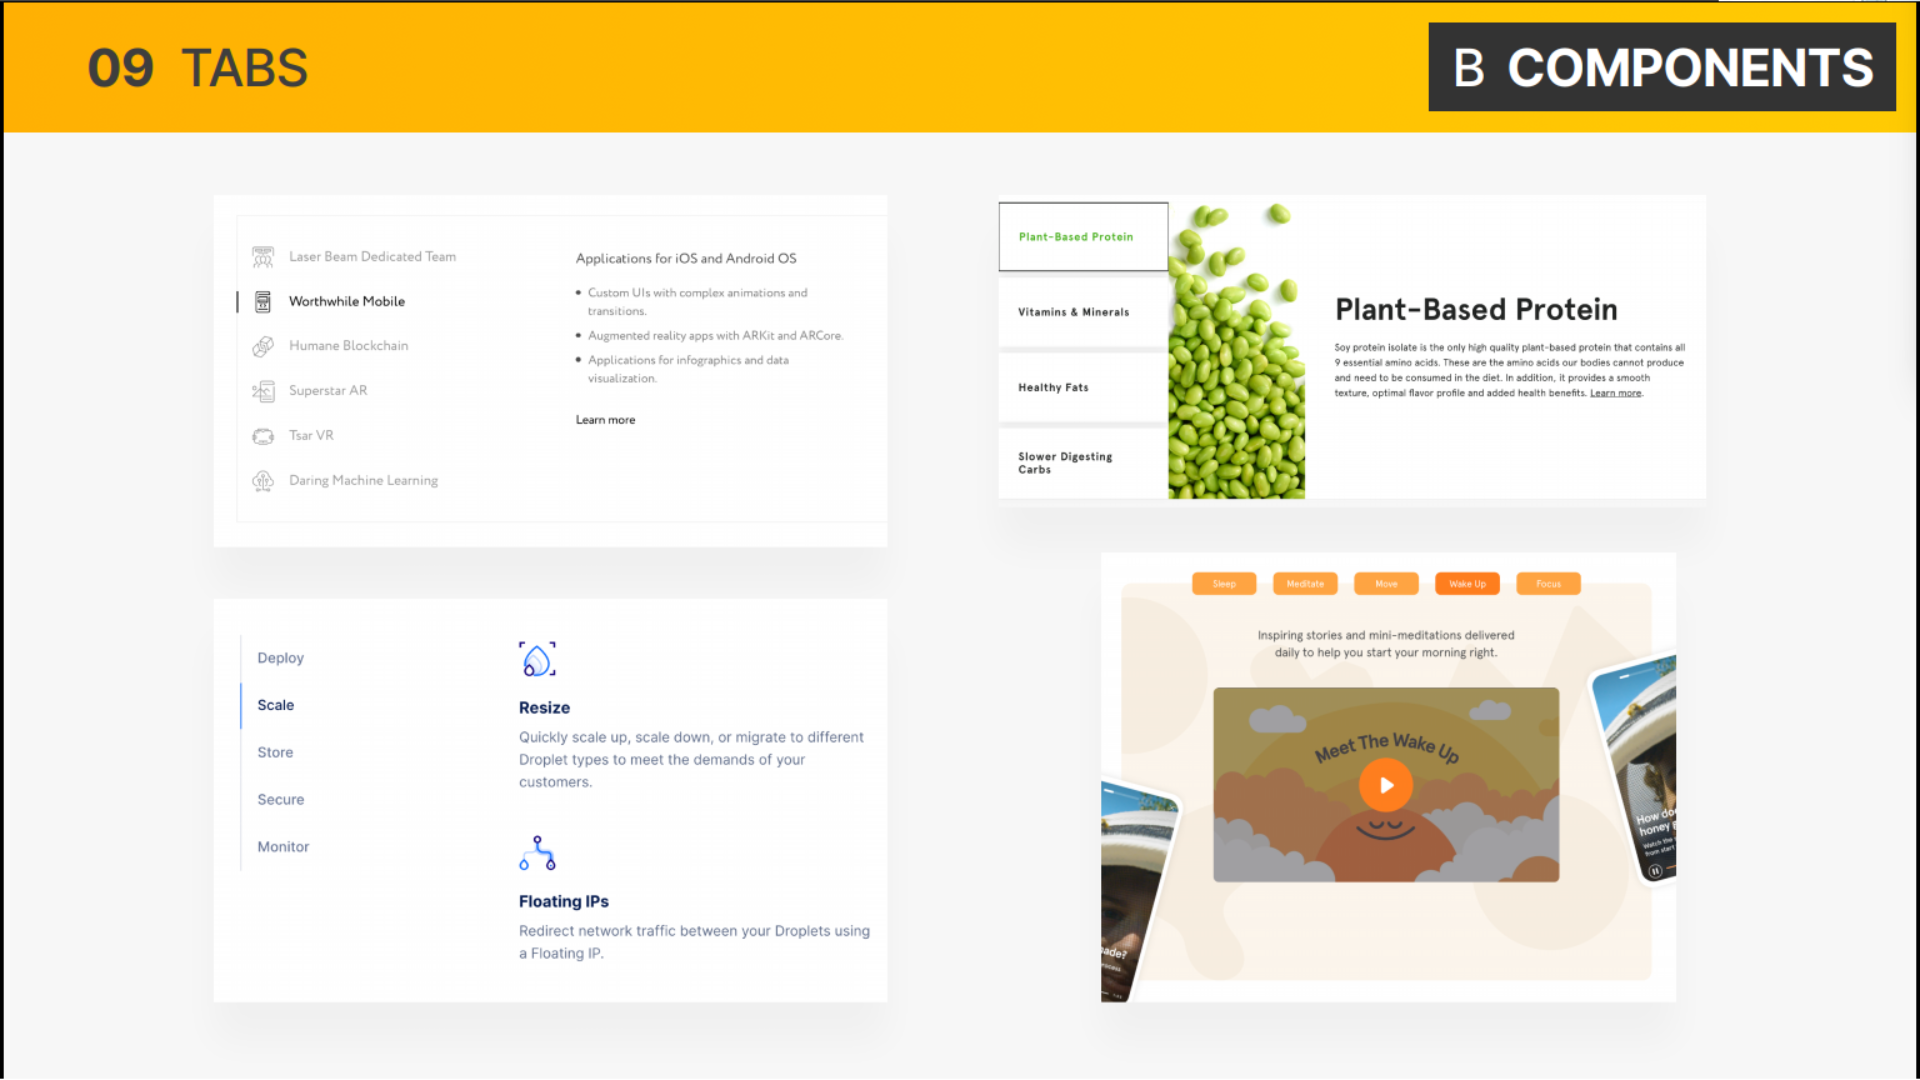 09 TABS
B COMPONENTS
Laser Beam Dedicated Team
Worthwhile Mobile
Humane Blockchain
Superstar AR
Tsar VR
Daring Machine Learning
Applications for iOS and Android OS
• Custom UIs with complex animations and
transitions.
• Augmented reality apps with ARKit and ARCore.
• Applications for infographics and data
visualization.
Learn more
Plant-Based Protein
Vitamins & Minerals
Healthy Fats
Slower Digesting
Carbs
Plant-Based Protein
Soy protein isolate is the only high quality plant-based protein that contains all
9 essential amino acids. These are the amino acids our bodies cannot produce
and need to be consumed in the diet. In addition, it provides a smooth
texture, optimal flavor profile and added health benefits. Learn more.
Deploy
Scale
Store
Secure
Monitor
Resize
Quickly scale up, scale down, or migrate to different
Droplet types to meet the demands of your
customers.
Floating IPs
Redirect network traffic between your Droplets using
a Floating IP.
Sleep
Meditate
Move
Wake Up
Focus
Inspiring stories and mini-meditations delivered
daily to help you start your morning right.
Meet The Wake Up
How do
honey
Watch the
from start